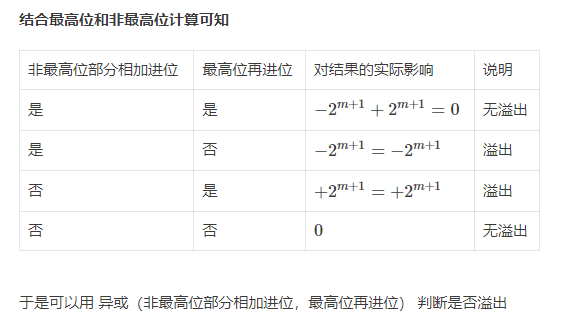 结合最高位和非最高位计算可知
非最高位部分相加进位 最高位再进位 对结果的实际影响 说明
是 是 −2^{m+1} + 2^{m+1} = 0 无溢出
是 否 −2^{m+1} = −2^{m+1} 溢出
否 是 +2^{m+1} = +2^{m+1} 溢出
否 否 0 无溢出
于是可以用 异或（非最高位部分相加进位，最高位再进位） 判断是否溢出